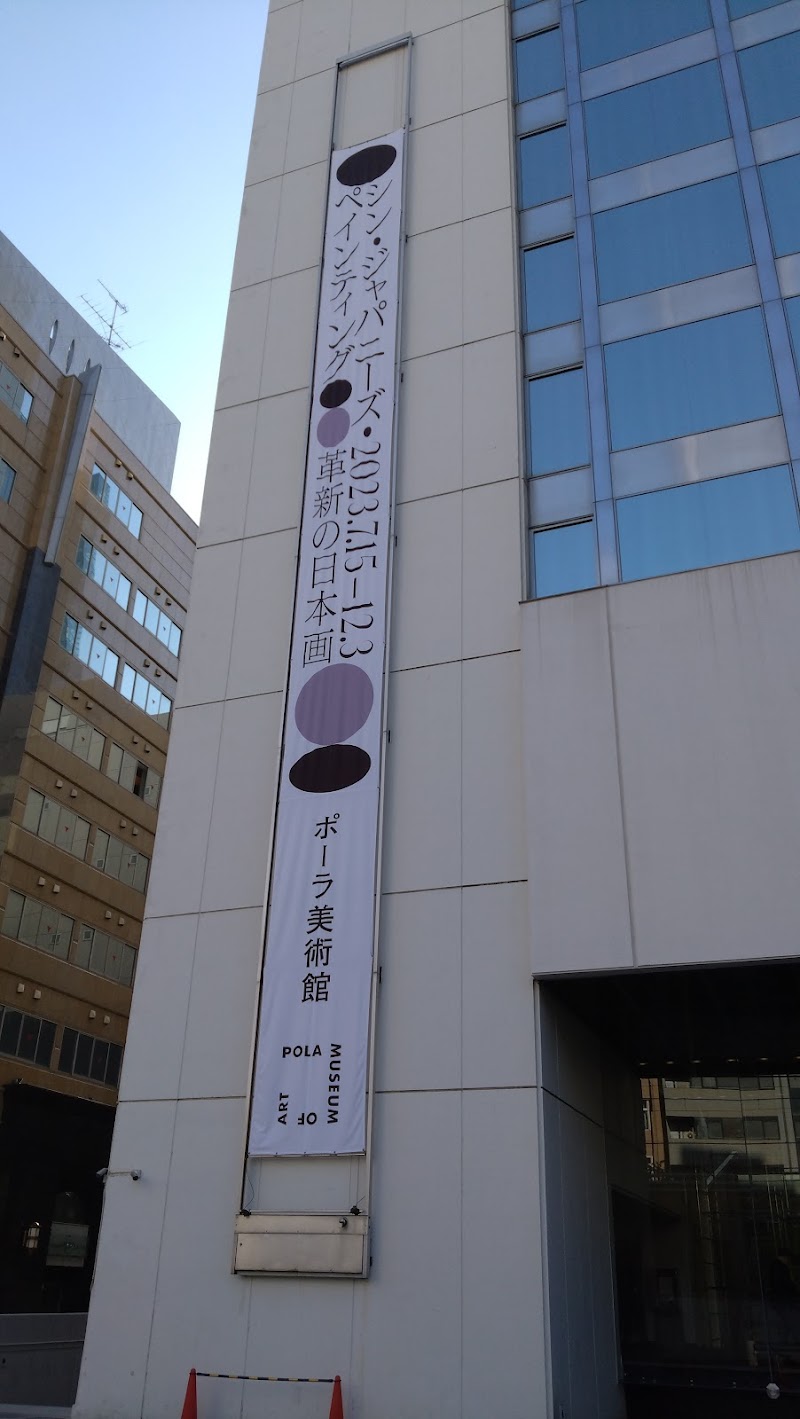 シン・ジャパニーズ・2023.7.15－12.3
ペインティング
革新の日本画
ポーラ美術館
POLA
MUSEUM
OF
ART